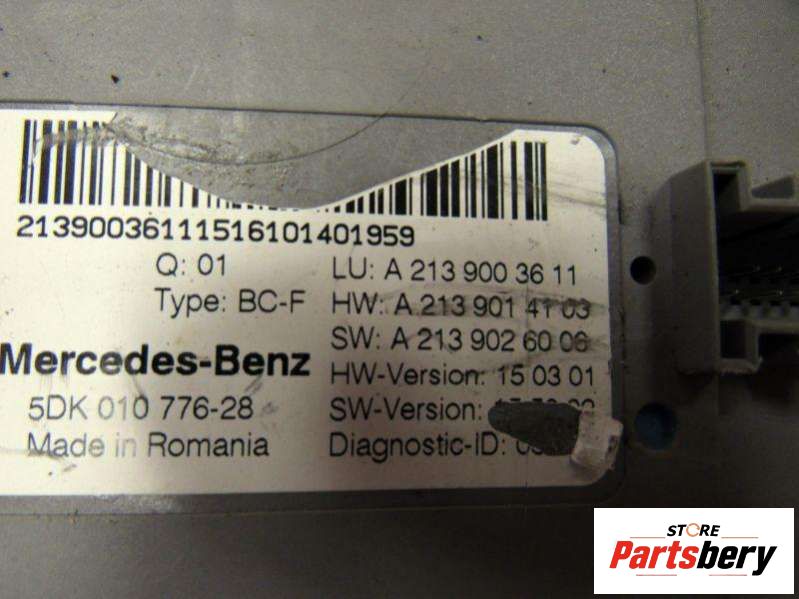 213900361115161014​01959
Q: 01
Type: BC-F
Mercedes-Benz
5DK 010 776-28
Made in Romania
LU: A 213 900 36 11
HW: A 213 901 41 03
SW: A 213 902 60 06
HW-Version: 15 03 01
SW-Version:
Diagnostic-ID:
STORE
Partsbery